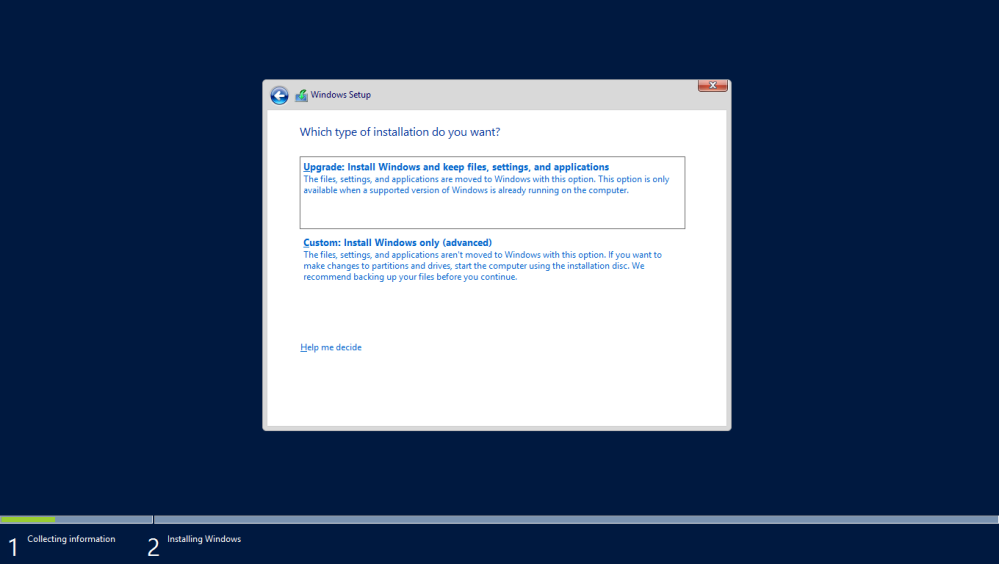 Windows Setup
Which type of installation do you want?
Upgrade: Install Windows and keep files, settings, and applications
The files, settings, and applications are moved to Windows with this option. This option is only
available when a supported version of Windows is already running on the computer.
Custom: Install Windows only (advanced)
The files, settings, and applications aren't moved to Windows with this option. If you want to
make changes to partitions and drives, start the computer using the installation disc. We
recommend backing up your files before you continue.
Help me decide
1 Collecting information
2 Installing Windows